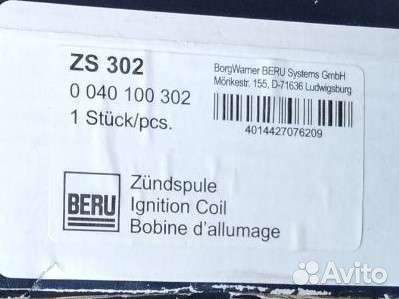 ZS 302
0 040 100 302
1 Stück/pcs.
BorgWarner BERU Systems GmbH
Mörikestr. 155, D-71636 Ludwigsburg
4014427076209
BERU
Zündspule
Ignition Coil
Bobine d'allumage
Avito